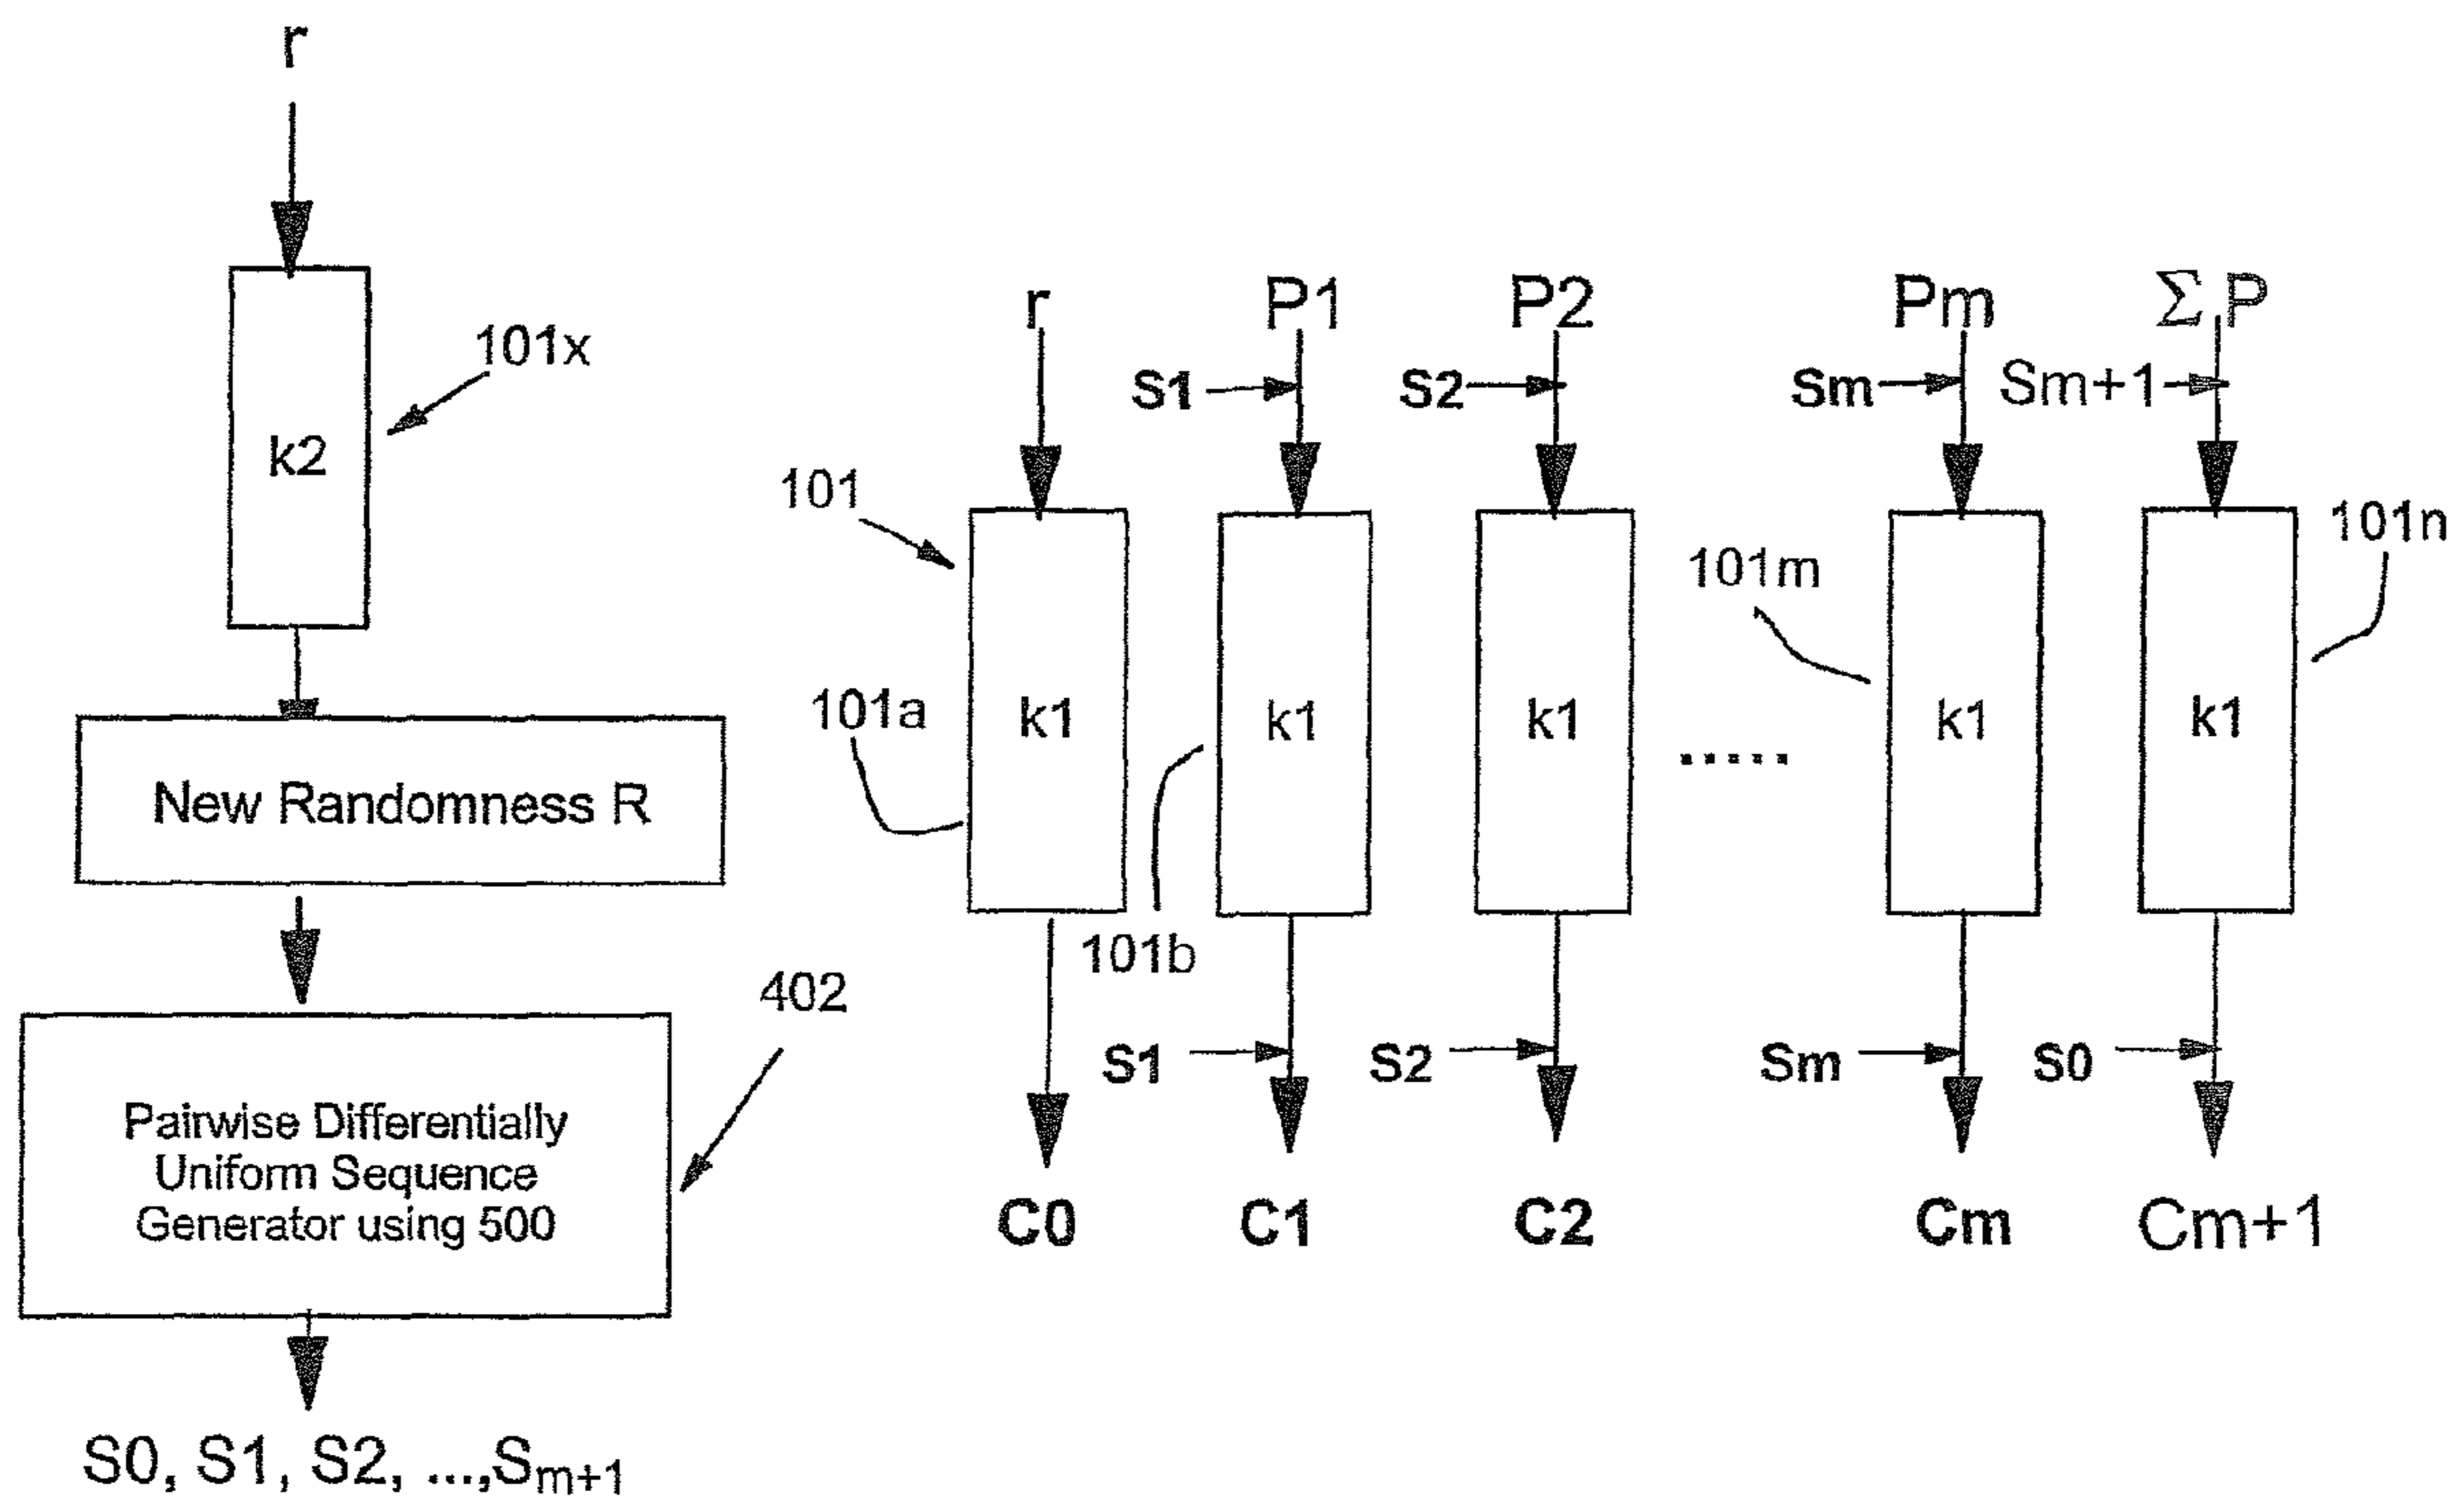 r
k2
101x
New Randomness R
402
Pairwise Differentially
Uniform Sequence
Generator using 500
S0, S1, S2, ...,Sm+1
r P1 P2 Pm Σ P
S1 S2 Sm Sm+1
101 101m 101n
101a k1 k1 k1 ..... k1 k1
101b
S1 S2 Sm S0
C0 C1 C2 Cm Cm+1